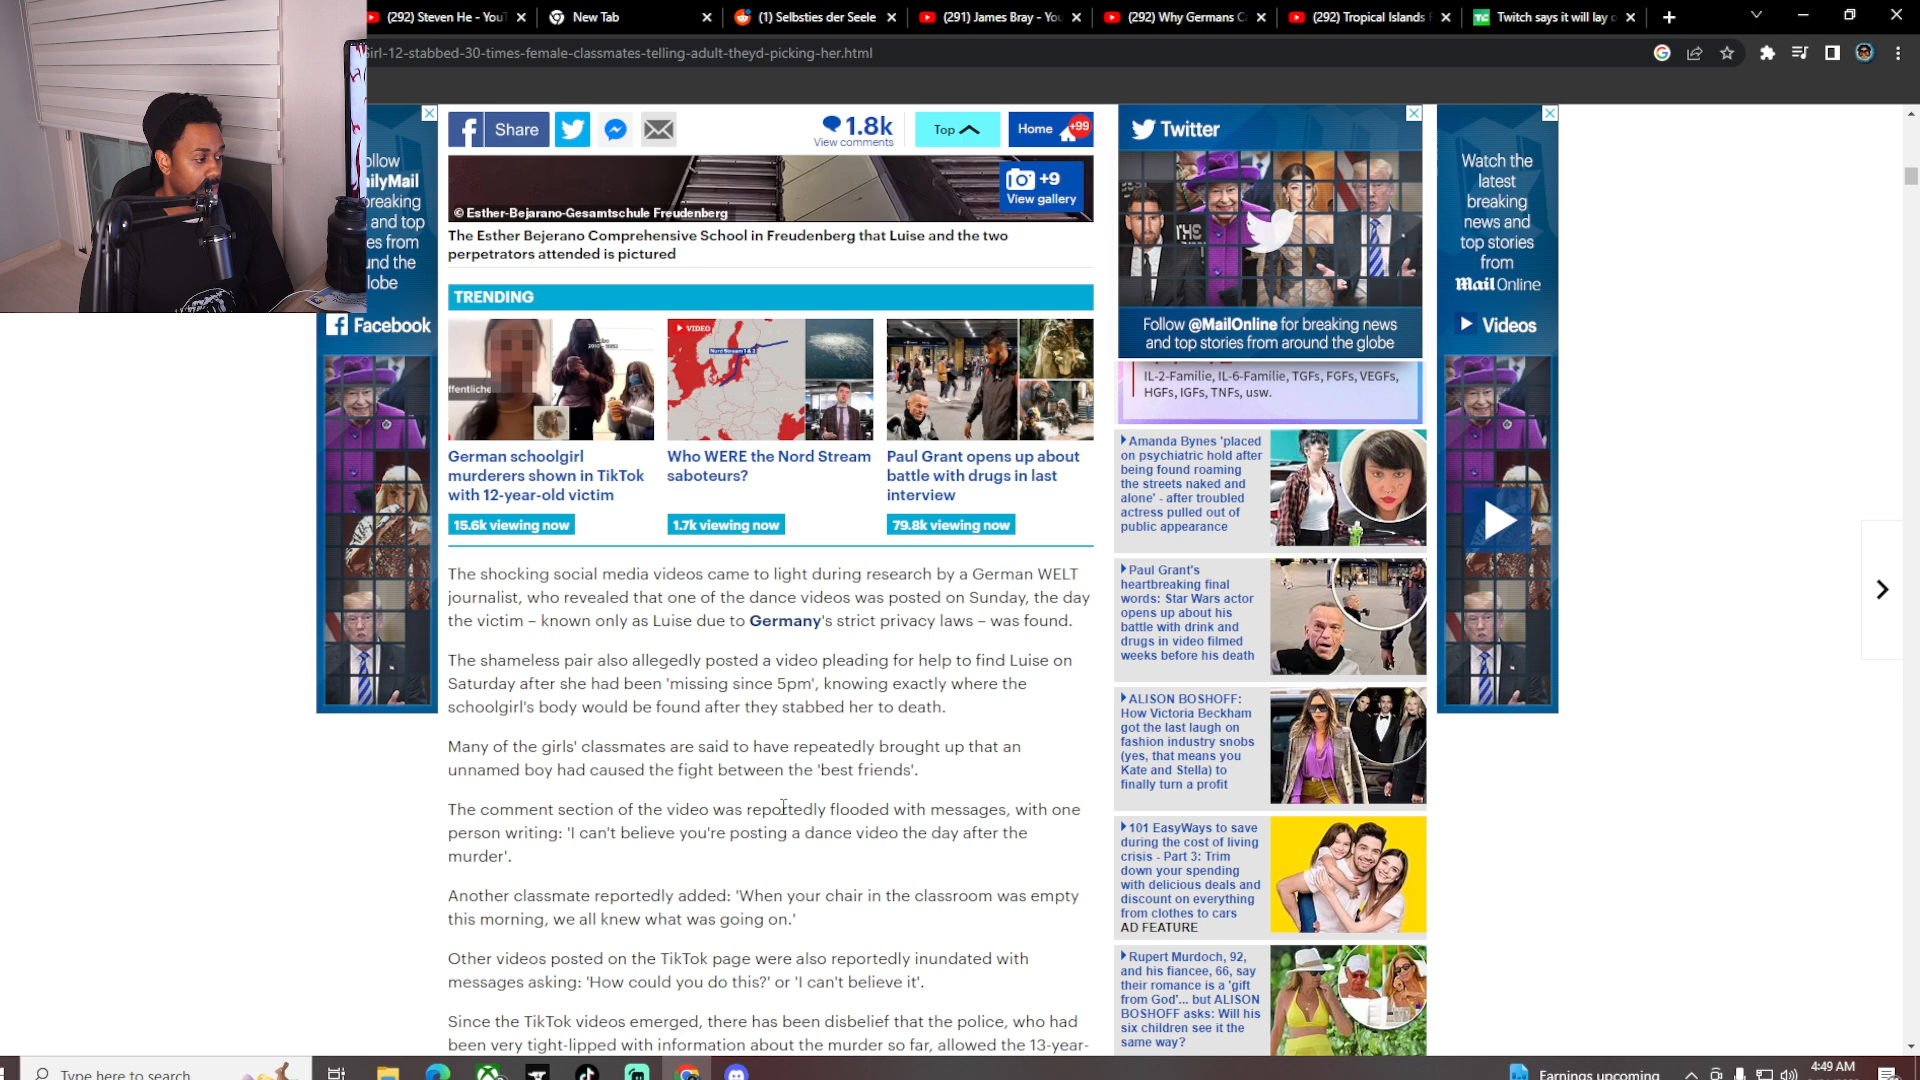 (292) Steven He - You
New Tab
(1) Selbsties der Seele
(291) James Bray - You
(292) Why Germans C
(292) Tropical Islands F
TC Twitch says it will lay
irl-12-stabbed-30-times-female-classmates-telling-adult-theyd-picking-her.html
ollow
ailyMail
breaking
and top
es from
und the
lobe
Facebook
Share
1.8k
View comments
Top
Home
+99
+9
View gallery
© Esther-Bejarano-Gesamtschule Freudenberg
The Esther Bejerano Comprehensive School in Freudenberg that Luise and the two
perpetrators attended is pictured
TRENDING
ffentliche
VIDEO
Nord Stream 1 & 2
German schoolgirl
murderers shown in TikTok
with 12-year-old victim
15.6k viewing now
Who WERE the Nord Stream
saboteurs?
1.7k viewing now
Paul Grant opens up about
battle with drugs in last
interview
79.8k viewing now
The shocking social media videos came to light during research by a German WELT
journalist, who revealed that one of the dance videos was posted on Sunday, the day
the victim – known only as Luise due to Germany's strict privacy laws – was found.
The shameless pair also allegedly posted a video pleading for help to find Luise on
Saturday after she had been 'missing since 5pm', knowing exactly where the
schoolgirl's body would be found after they stabbed her to death.
Many of the girls' classmates are said to have repeatedly brought up that an
unnamed boy had caused the fight between the 'best friends'.
The comment section of the video was reportedly flooded with messages, with one
person writing: 'I can't believe you're posting a dance video the day after the
murder'.
Another classmate reportedly added: 'When your chair in the classroom was empty
this morning, we all knew what was going on.'
Other videos posted on the TikTok page were also reportedly inundated with
messages asking: 'How could you do this?' or 'I can't believe it'.
Since the TikTok videos emerged, there has been disbelief that the police, who had
been very tight-lipped with information about the murder so far, allowed the 13-year-
Twitter
THE
Follow @MailOnline for breaking news
and top stories from around the globe
IL-2-Familie, IL-6-Familie, TGFs, FGFs, VEGFs,
HGFs, IGFs, TNFs, usw.
Amanda Bynes 'placed
on psychiatric hold after
being found roaming
the streets naked and
alone' - after troubled
actress pulled out of
public appearance
Paul Grant's
heartbreaking final
words: Star Wars actor
opens up about his
battle with drink and
drugs in video filmed
weeks before his death
ALISON BOSHOFF:
How Victoria Beckham
got the last laugh on
fashion industry snobs
(yes, that means you
Kate and Stella) to
finally turn a profit
101 EasyWays to save
during the cost of living
crisis - Part 3: Trim
down your spending
with delicious deals and
discount on everything
from clothes to cars
AD FEATURE
Rupert Murdoch, 92,
and his fiancee, 66, say
their romance is a 'gift
from God'... but ALISON
BOSHOFF asks: Will his
six children see it the
same way?
Watch the
latest
breaking
news and
top stories
from
Mail Online
Videos
Type here to search
Earnings upcoming
4:49 AM